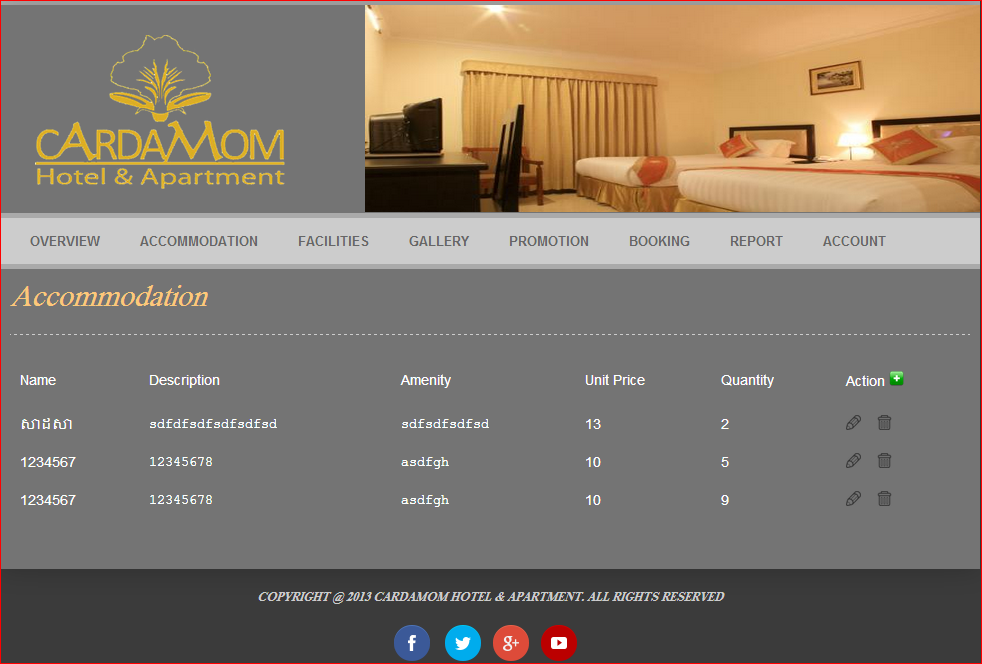 CARDAMOM
Hotel & Apartment
OVERVIEW ACCOMMODATION FACILITIES GALLERY PROMOTION BOOKING REPORT ACCOUNT
Accommodation
Name Description Amenity Unit Price Quantity Action
សាដសា sdfdfsdfsdfsdfsd sdfsdfsdfsd 13 2
1234567 12345678 asdfgh 10 5
1234567 12345678 asdfgh 10 9
COPYRIGHT @ 2013 CARDAMOM HOTEL & APARTMENT. ALL RIGHTS RESERVED